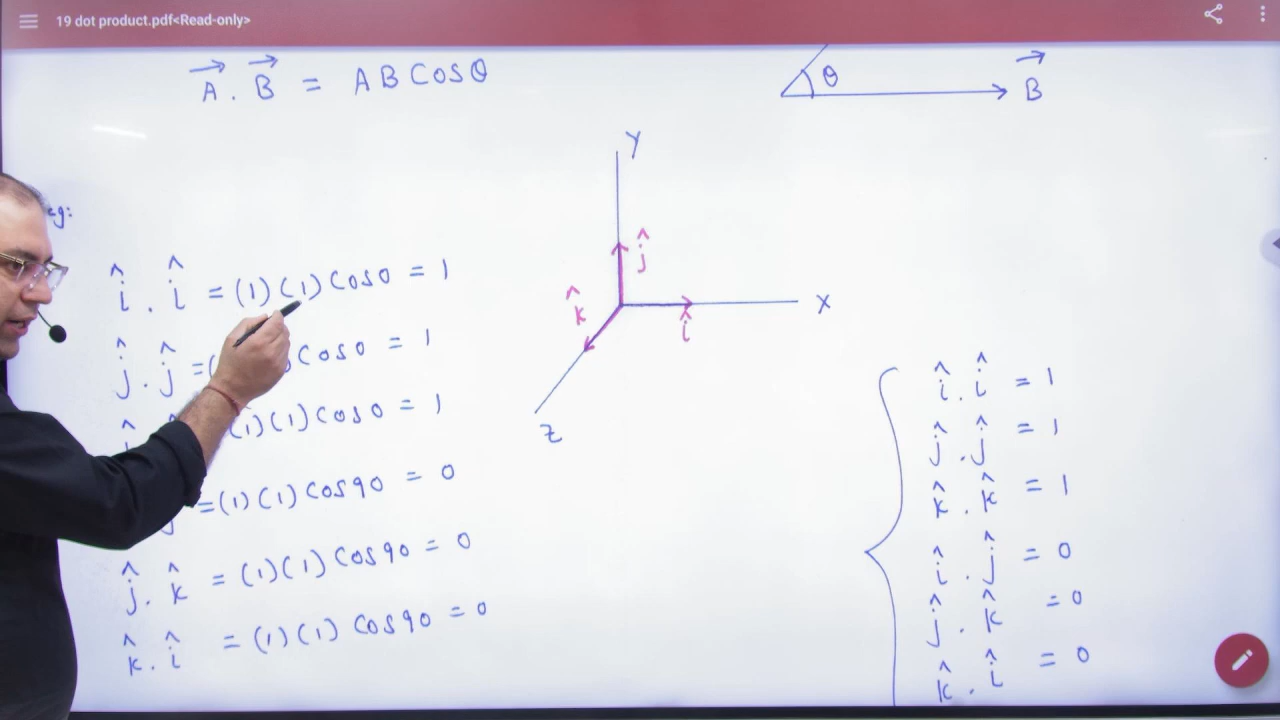 19 dot product.pdf<Read-only>
A⃗ . B⃗ = A B Cos θ
θ
B⃗
Y
eg:
î . î = (1)(1) Cos 0 = 1
ĵ
k̂
î
X
Z
ĵ . ĵ = ( Cos 0 = 1
(1)(1) Cos 0 = 1
= (1)(1) Cos 90 = 0
ĵ . k̂ = (1)(1) Cos 90 = 0
k̂ . î = (1)(1) Cos 90 = 0
î . î = 1
ĵ . ĵ = 1
k̂ . k̂ = 1
î . ĵ = 0
ĵ . k̂ = 0
k̂ . î = 0